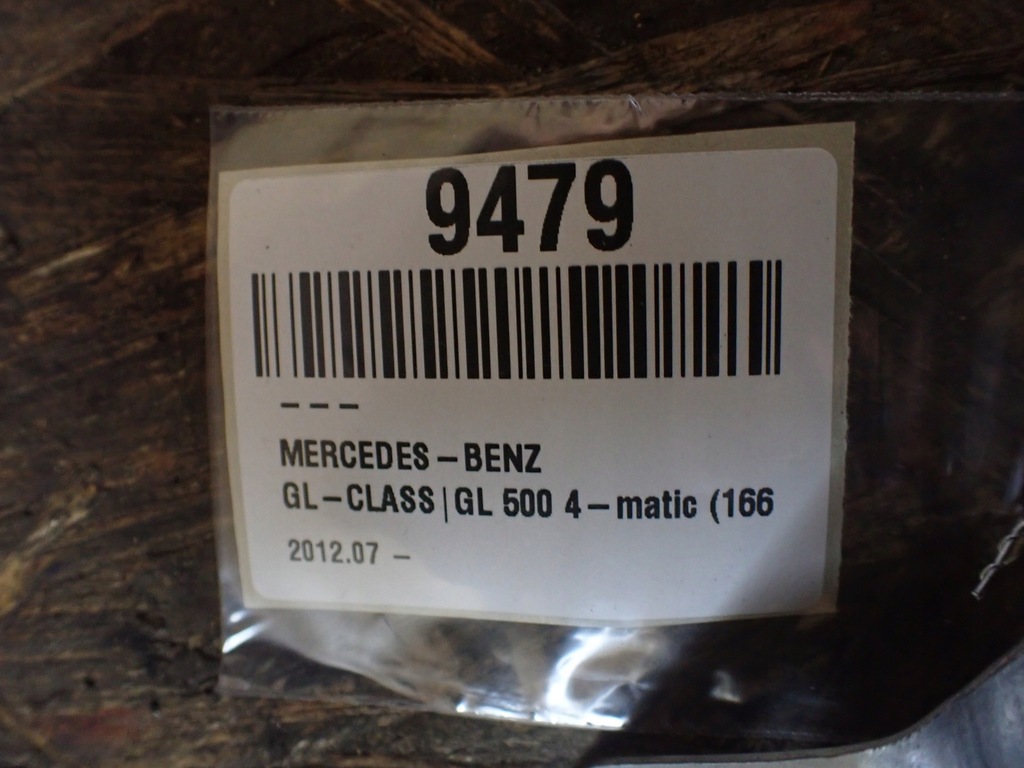 9479
– – –
MERCEDES – BENZ
GL – CLASS | GL 500 4 – matic (166
2012.07 –